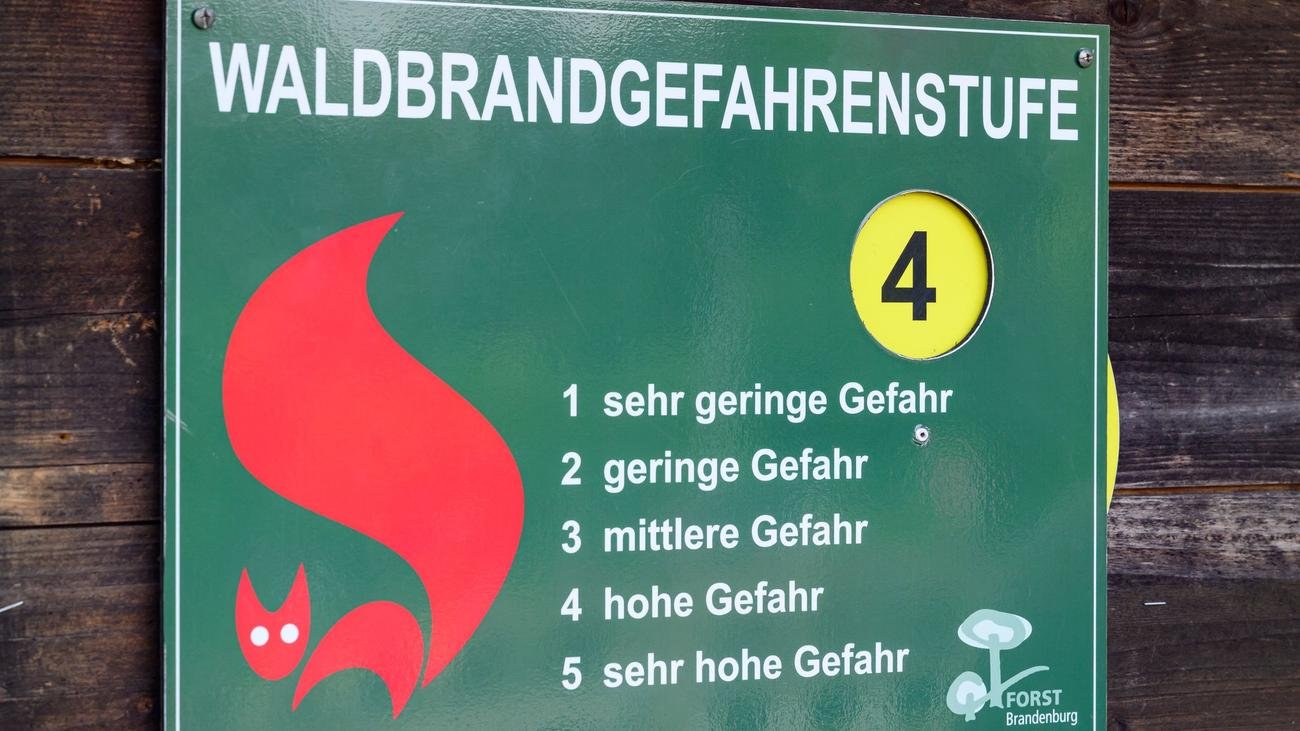 WALDBRANDGEFAHRENSTUFE
4
1 sehr geringe Gefahr
2 geringe Gefahr
3 mittlere Gefahr
4 hohe Gefahr
5 sehr hohe Gefahr
FORST
Brandenburg